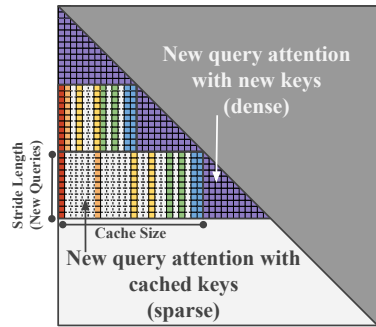 New query attention
with new keys
(dense)
Stride Length
(New Queries)
Cache Size
New query attention with
cached keys
(sparse)